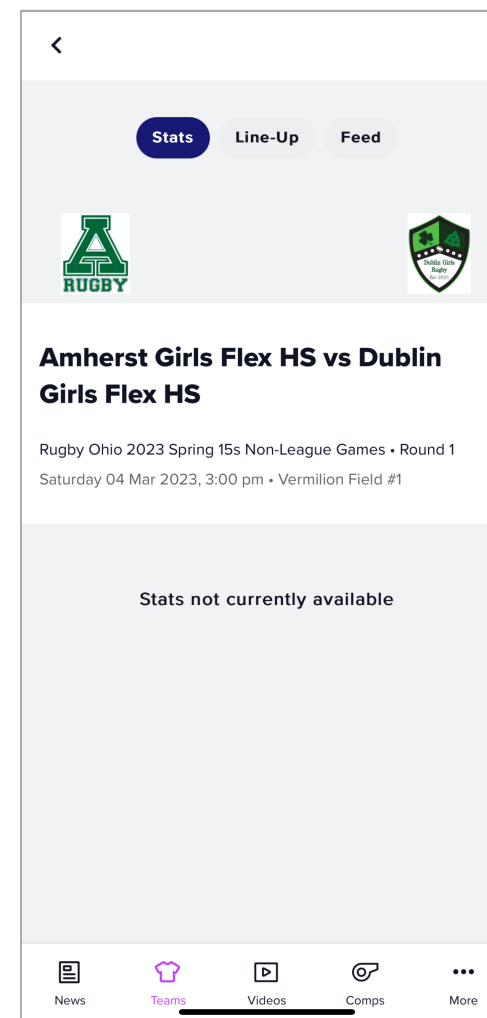 Stats Line-Up Feed
A
RUGBY
Dublin Girls
Rugby
Est. 2021
Amherst Girls Flex HS vs Dublin
Girls Flex HS
Rugby Ohio 2023 Spring 15s Non-League Games • Round 1
Saturday 04 Mar 2023, 3:00 pm • Vermilion Field #1
Stats not currently available
News Teams Videos Comps More